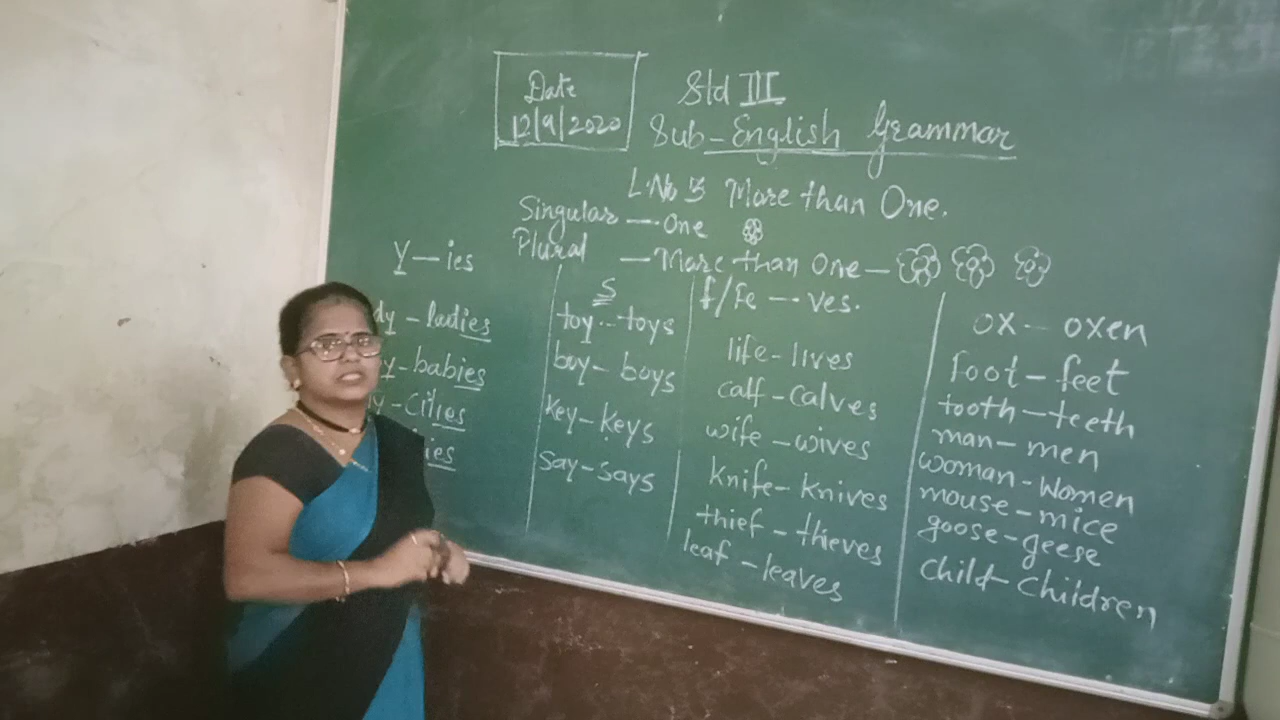 Date
12/9/2020
Std III
Sub-English Grammar
L.No 5 More than One.
Singular — One
Plural — More than One —
Y — ies
dy - ladies
y - babies
y - cities
ies
s
toy - toys
boy - boys
key - keys
say - says
f/fe — ves.
life - lives
calf - calves
wife - wives
knife - knives
thief - thieves
leaf - leaves
ox - oxen
foot - feet
tooth - teeth
man - men
woman - women
mouse - mice
goose - geese
child - children